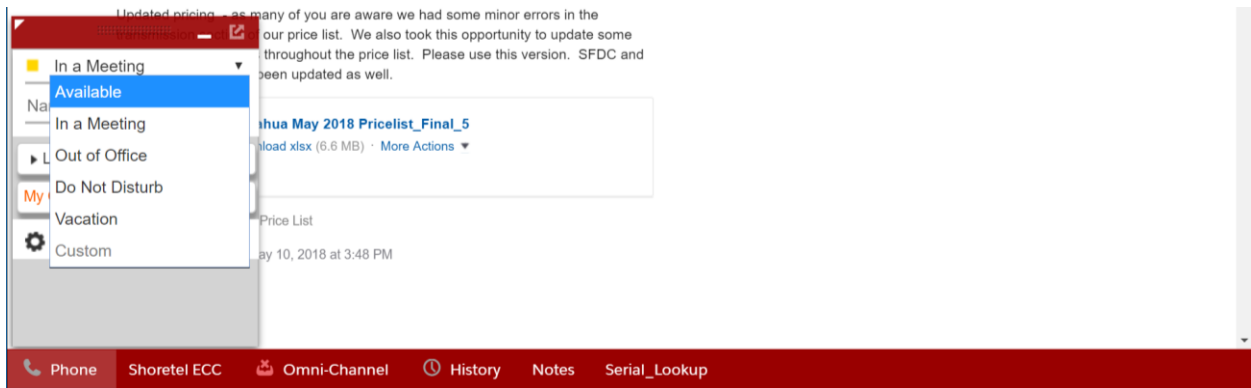 Updated pricing - as many of you are aware we had some minor errors in the
our price list. We also took this opportunity to update some
throughout the price list. Please use this version. SFDC and
been updated as well.
In a Meeting
Available
In a Meeting
Out of Office
Do Not Disturb
Vacation
Custom
My
hua May 2018 Pricelist_Final_5
nload xlsx (6.6 MB) · More Actions
Price List
ay 10, 2018 at 3:48 PM
Phone
Shoretel ECC
Omni-Channel
History
Notes
Serial_Lookup